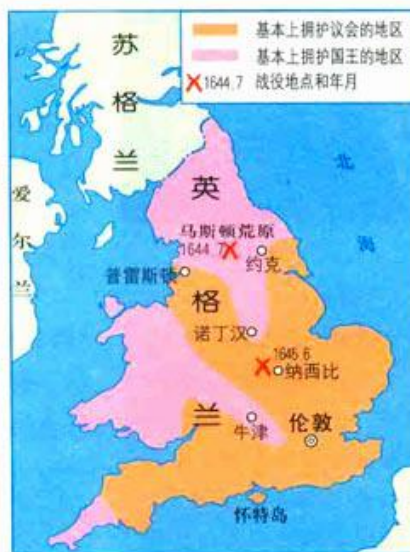 基本上拥护议会的地区
基本上拥护国王的地区
1644.7 战役地点和年月
苏格兰
爱尔兰
北海
英格兰
马斯顿荒原
1644.7
约克
普雷斯顿
诺丁汉
1645.6
纳西比
牛津
伦敦
怀特岛